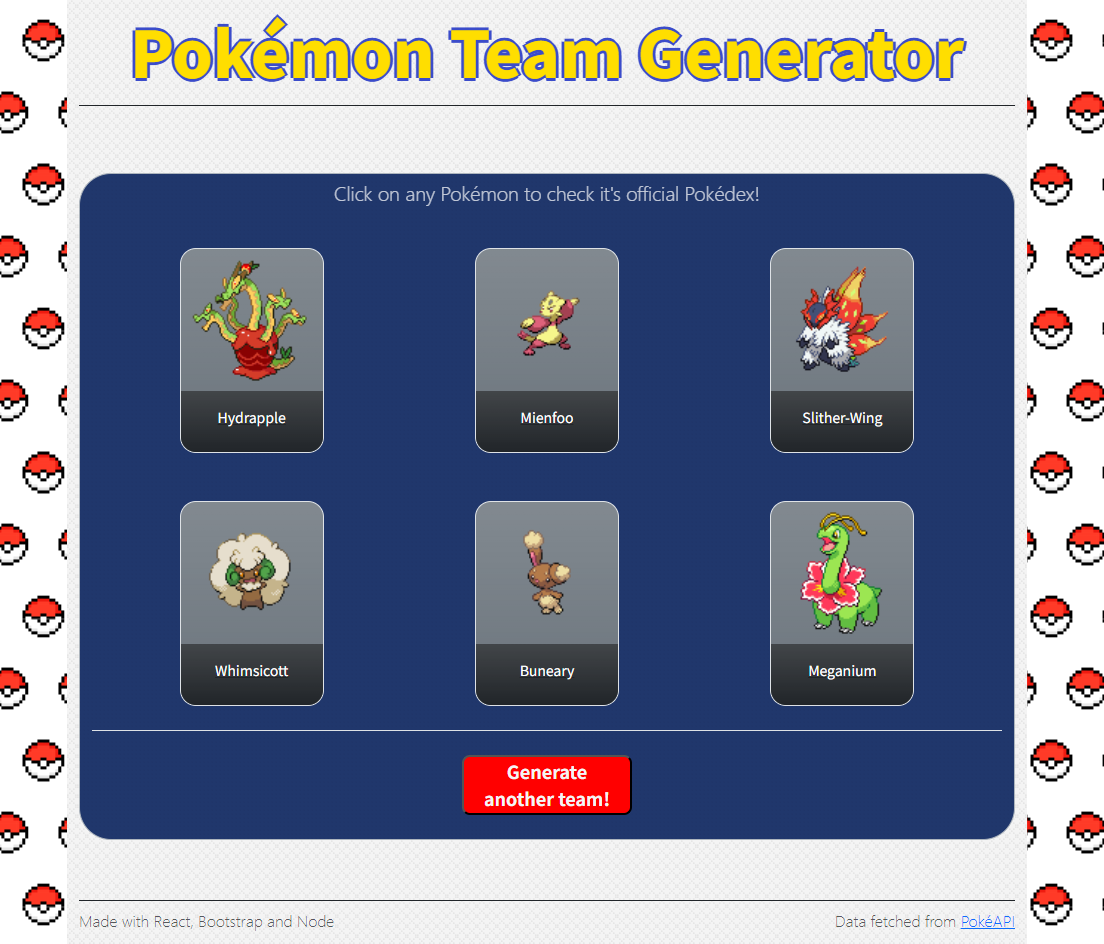 Pokémon Team Generator
Click on any Pokémon to check it's official Pokédex!
Hydrapple
Mienfoo
Slither-Wing
Whimsicott
Buneary
Meganium
Generate
another team!
Made with React, Bootstrap and Node
Data fetched from PokéAPI